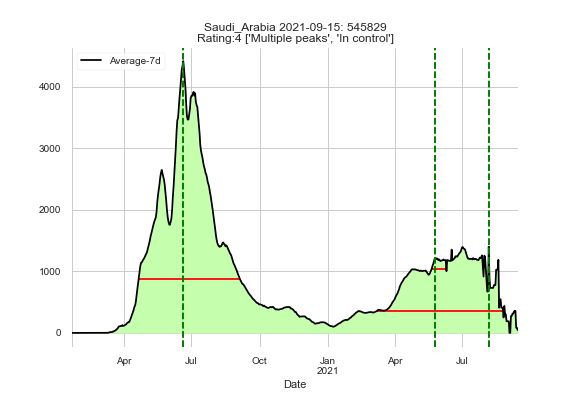 Saudi_Arabia 2021-09-15: 545829
Rating:4 ['Multiple peaks', 'In control']
Average-7d
4000
3000
2000
1000
0
Apr Jul Oct Jan Apr Jul
2021
Date